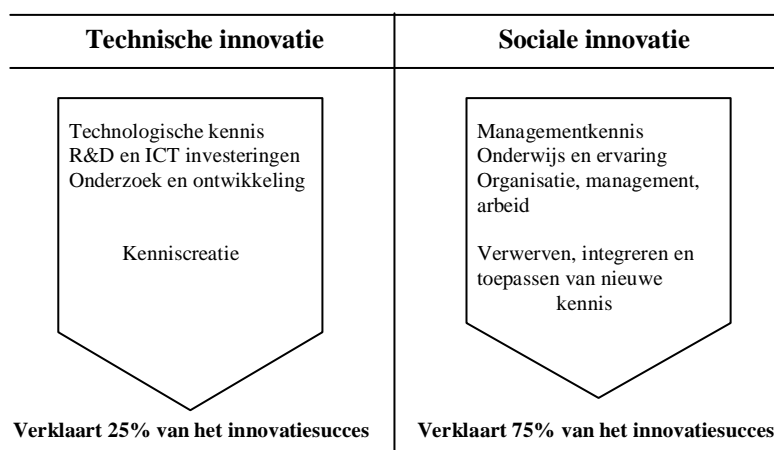 Technische innovatie
Technologische kennis
R&D en ICT investeringen
Onderzoek en ontwikkeling
Kenniscreatie
Verklaart 25% van het innovatiesucces
Sociale innovatie
Managementkennis
Onderwijs en ervaring
Organisatie, management,
arbeid
Verwerven, integreren en
toepassen van nieuwe
kennis
Verklaart 75% van het innovatiesucces